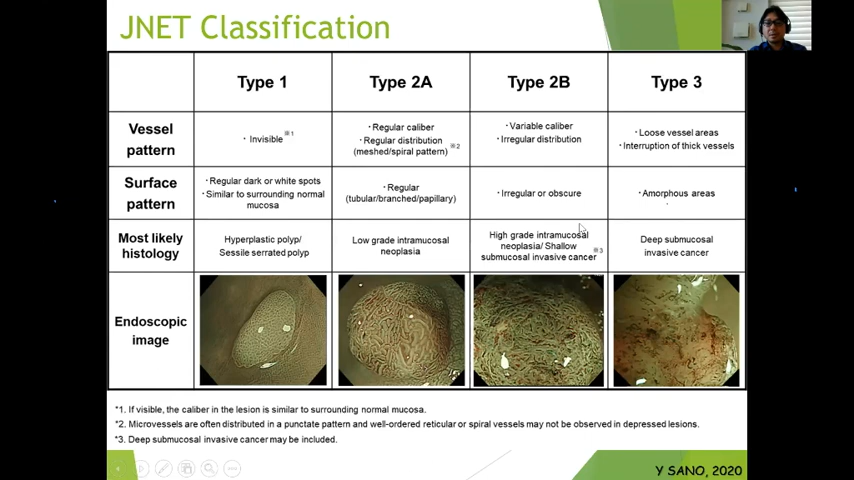 JNET Classification
Type 1
Type 2A
Type 2B
Type 3
Vessel
pattern
・Invisible ※1
・Regular caliber
・Regular distribution
(meshed/spiral pattern) ※2
・Variable caliber
・Irregular distribution
・Loose vessel areas
・Interruption of thick vessels
Surface
pattern
・Regular dark or white spots
・Similar to surrounding normal
mucosa
・Regular
(tubular/branched/papillary)
・Irregular or obscure
・Amorphous areas
・
Most likely
histology
Hyperplastic polyp/
Sessile serrated polyp
Low grade intramucosal
neoplasia
High grade intramucosal
neoplasia/ Shallow
submucosal invasive cancer ※3
Deep submucosal
invasive cancer
Endoscopic
image
*1. If visible, the caliber in the lesion is similar to surrounding normal mucosa.
*2. Microvessels are often distributed in a punctate pattern and well-ordered reticular or spiral vessels may not be observed in depressed lesions.
*3. Deep submucosal invasive cancer may be included.
Y SANO, 2020